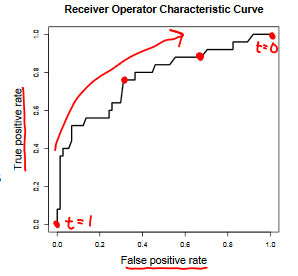 Receiver Operator Characteristic Curve
True positive rate
1.0
0.8
0.6
0.4
0.2
0.0
t=0
t=1
0.0 0.2 0.4 0.6 0.8 1.0
False positive rate